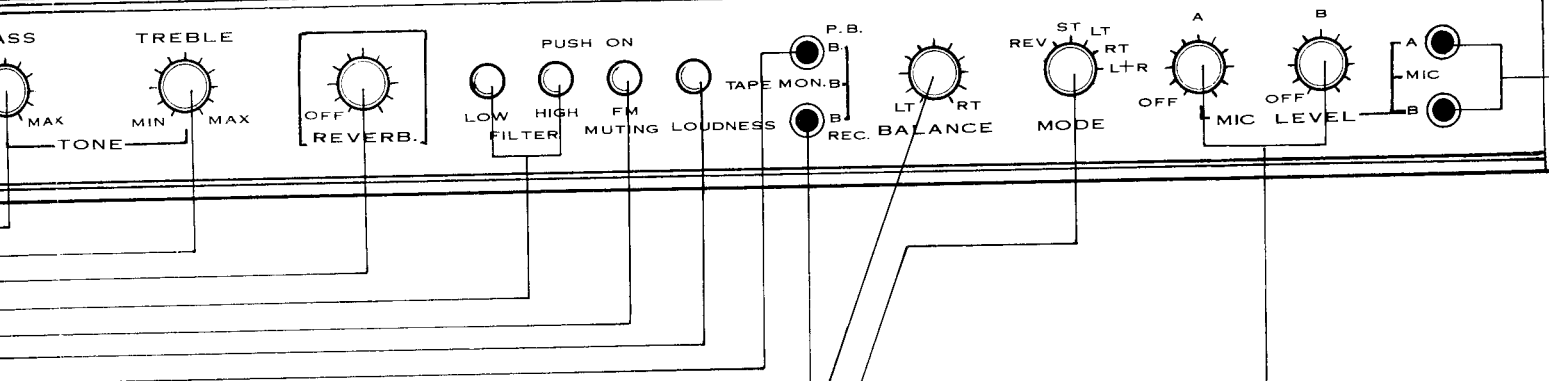 ASS
MAX
TREBLE
MIN MAX
TONE
OFF
REVERB.
PUSH ON
LOW HIGH
FILTER
FM
MUTING
LOUDNESS
P.B.
B.
TAPE MON. B
B
REC.
LT RT
BALANCE
REV ST LT
RT
L+R
MODE
A
OFF
B
OFF
MIC LEVEL
A
MIC
B